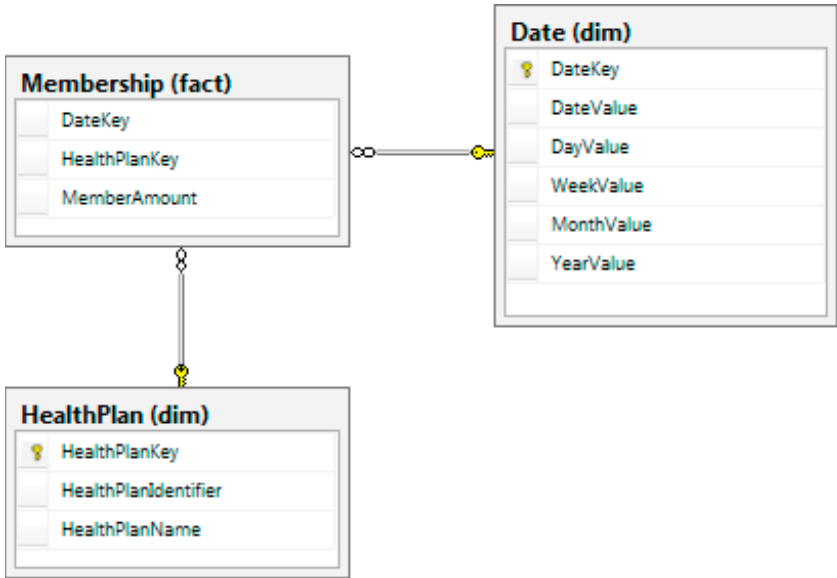 Membership (fact)
DateKey
HealthPlanKey
MemberAmount
Date (dim)
DateKey
DateValue
DayValue
WeekValue
MonthValue
YearValue
HealthPlan (dim)
HealthPlanKey
HealthPlanIdentifier
HealthPlanName